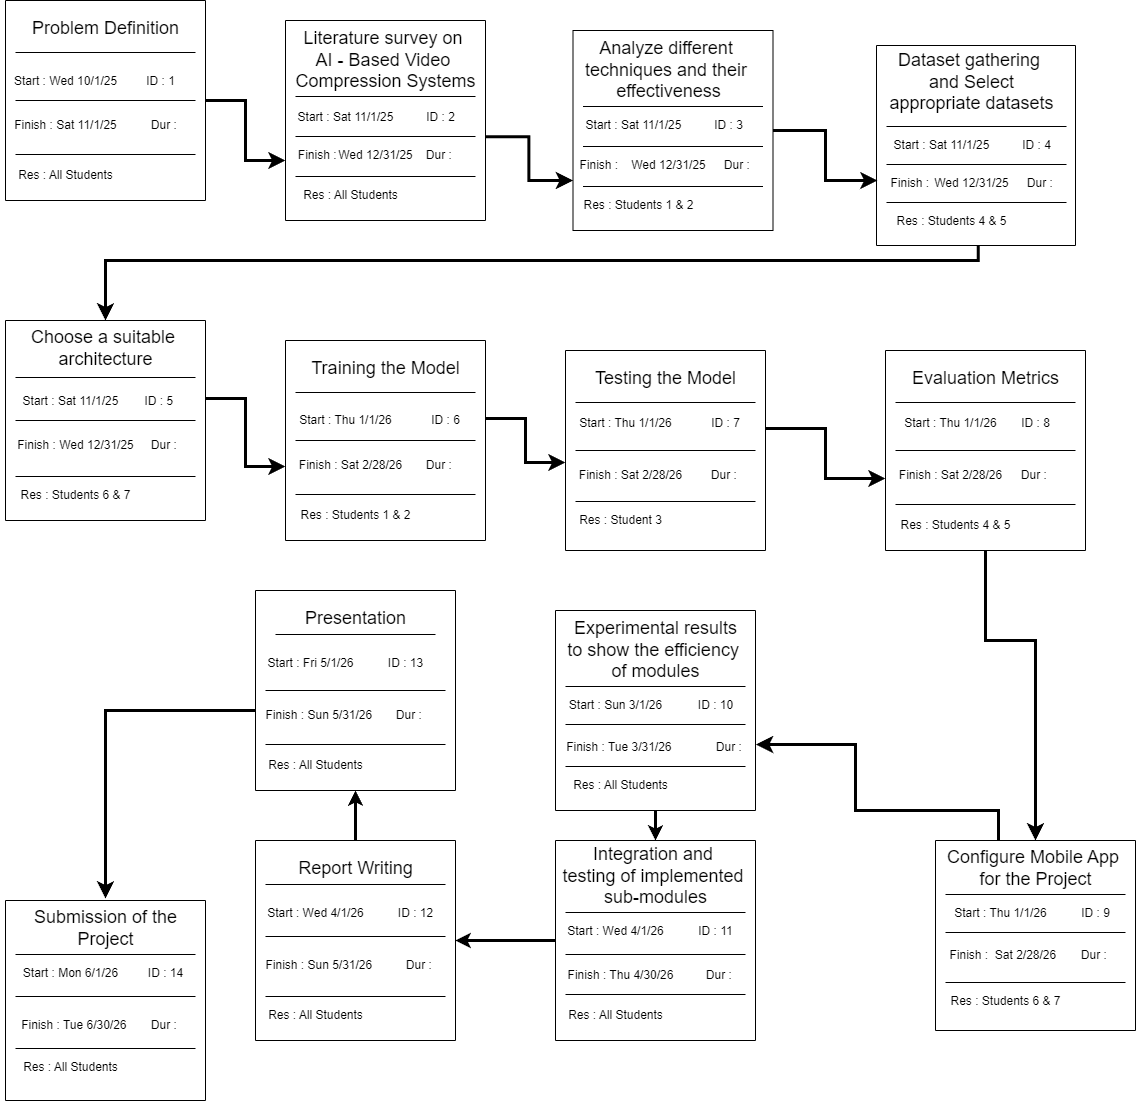 Problem Definition
Start : Wed 10/1/25 ID : 1
Finish : Sat 11/1/25 Dur :
Res : All Students
Literature survey on
AI - Based Video
Compression Systems
Start : Sat 11/1/25 ID : 2
Finish : Wed 12/31/25 Dur :
Res : All Students
Analyze different
techniques and their
effectiveness
Start : Sat 11/1/25 ID : 3
Finish : Wed 12/31/25 Dur :
Res : Students 1 & 2
Dataset gathering
and Select
appropriate datasets
Start : Sat 11/1/25 ID : 4
Finish : Wed 12/31/25 Dur :
Res : Students 4 & 5
Choose a suitable
architecture
Start : Sat 11/1/25 ID : 5
Finish : Wed 12/31/25 Dur :
Res : Students 6 & 7
Training the Model
Start : Thu 1/1/26 ID : 6
Finish : Sat 2/28/26 Dur :
Res : Students 1 & 2
Testing the Model
Start : Thu 1/1/26 ID : 7
Finish : Sat 2/28/26 Dur :
Res : Student 3
Evaluation Metrics
Start : Thu 1/1/26 ID : 8
Finish : Sat 2/28/26 Dur :
Res : Students 4 & 5
Configure Mobile App
for the Project
Start : Thu 1/1/26 ID : 9
Finish : Sat 2/28/26 Dur :
Res : Students 6 & 7
Experimental results
to show the efficiency
of modules
Start : Sun 3/1/26 ID : 10
Finish : Tue 3/31/26 Dur :
Res : All Students
Integration and
testing of implemented
sub-modules
Start : Wed 4/1/26 ID : 11
Finish : Thu 4/30/26 Dur :
Res : All Students
Report Writing
Start : Wed 4/1/26 ID : 12
Finish : Sun 5/31/26 Dur :
Res : All Students
Presentation
Start : Fri 5/1/26 ID : 13
Finish : Sun 5/31/26 Dur :
Res : All Students
Submission of the
Project
Start : Mon 6/1/26 ID : 14
Finish : Tue 6/30/26 Dur :
Res : All Students